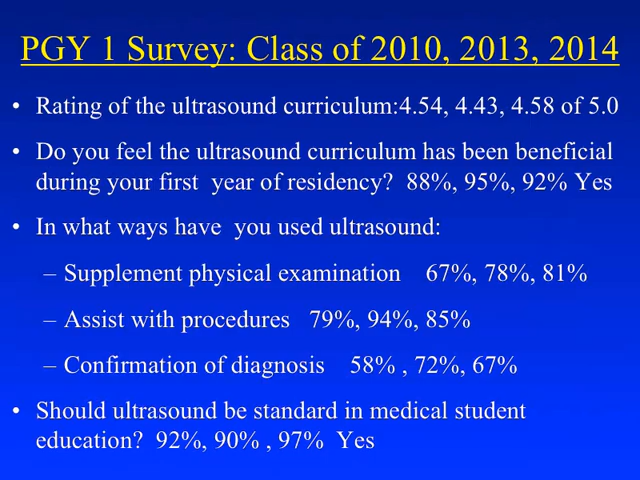 PGY 1 Survey: Class of 2010, 2013, 2014
• Rating of the ultrasound curriculum:4.54, 4.43, 4.58 of 5.0
• Do you feel the ultrasound curriculum has been beneficial
during your first year of residency? 88%, 95%, 92% Yes
• In what ways have you used ultrasound:
– Supplement physical examination 67%, 78%, 81%
– Assist with procedures 79%, 94%, 85%
– Confirmation of diagnosis 58% , 72%, 67%
• Should ultrasound be standard in medical student
education? 92%, 90% , 97% Yes